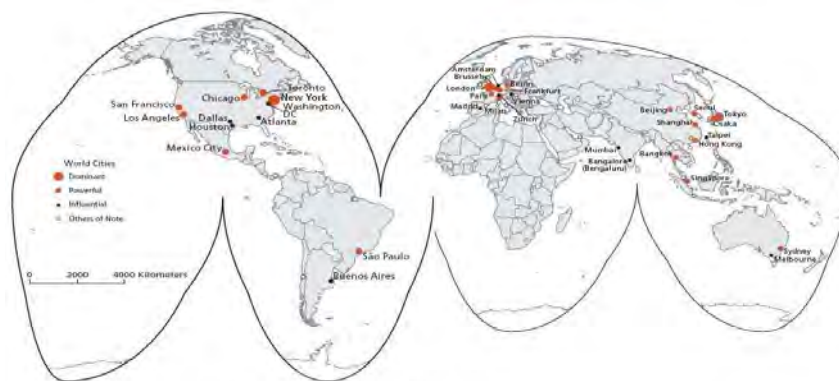 Toronto
Chicago
New York
San Francisco
Washington,
DC
Los Angeles
Dallas
Atlanta
Houston
Mexico City
World Cities
Dominant
Powerful
Influential
Others of Note
0
4000 Kilometers
São Paulo
Buenos Aires
Amsterdam
Brussels
Berlin
London
Frankfurt
Paris
Vienna
Madrid
Milan
Zurich
Beijing
Seoul
Tokyo
Osaka
Shanghai
Taipei
Hong Kong
Mumbai
Bangkok
Bangalore
(Bengaluru)
Singapore
Sydney
Melbourne